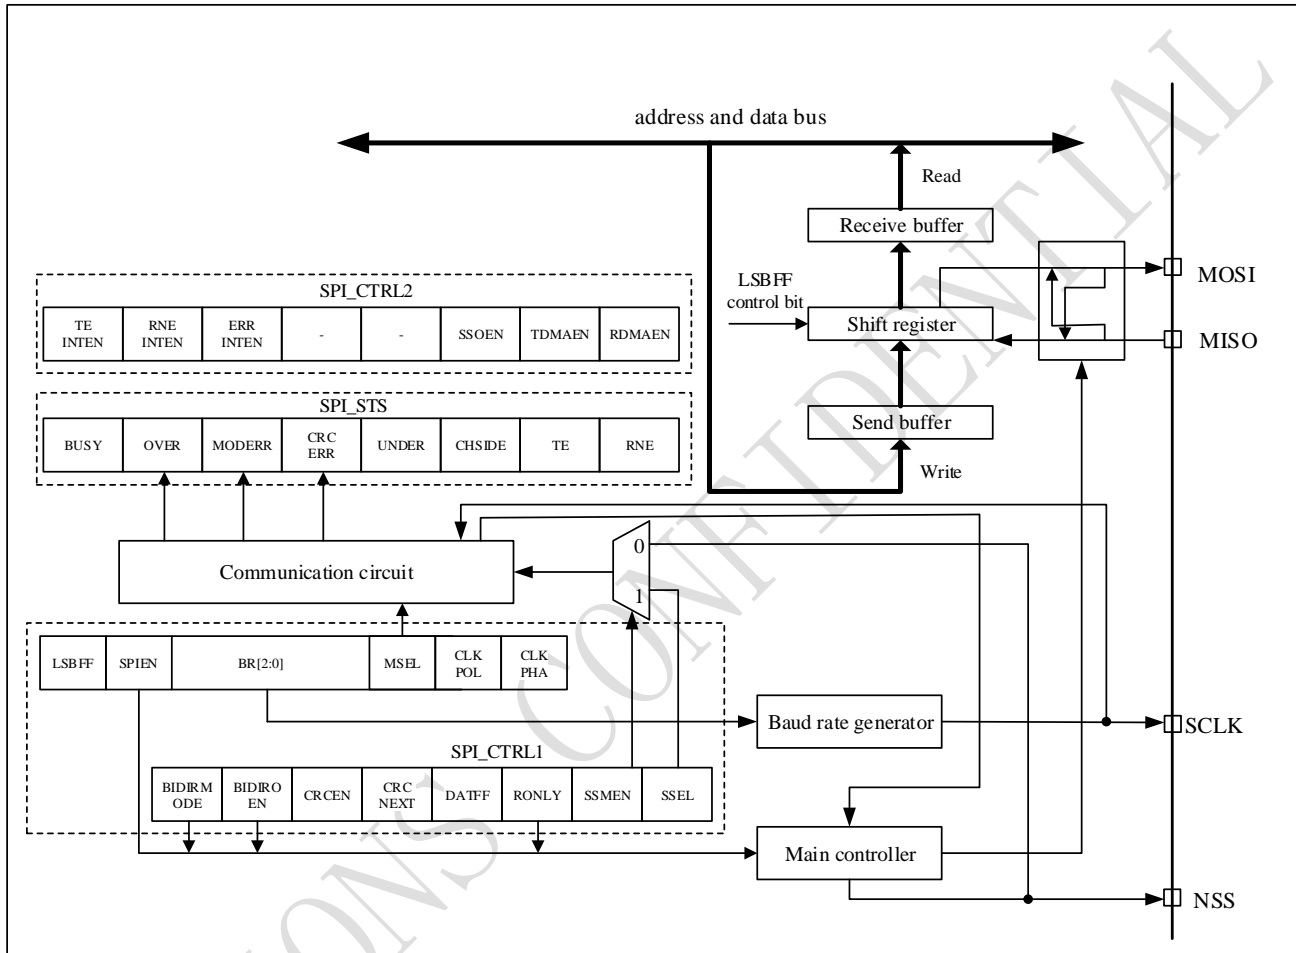 address and data bus
Read
Receive buffer
LSBFF
control bit
Shift register
MOSI
MISO
SPI_CTRL2
TE
INTEN
RNE
INTEN
ERR
INTEN
-
-
SSOEN
TDMAEN
RDMAEN
SPI_STS
BUSY
OVER
MODERR
CRC
ERR
UNDER
CHSIDE
TE
RNE
Send buffer
Write
Communication circuit
0
1
LSBFF
SPIEN
BR[2:0]
MSEL
CLK
POL
CLK
PHA
Baud rate generator
SCLK
SPI_CTRL1
BIDIRM
ODE
BIDIRO
EN
CRCEN
CRC
NEXT
DATFF
RONLY
SSMEN
SSEL
Main controller
NSS
IONS CONFIDENTIAL